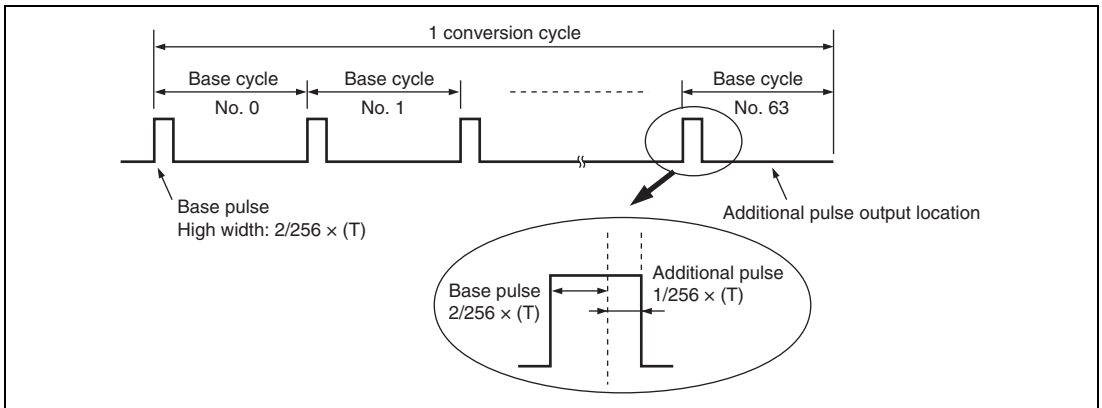 1 conversion cycle
Base cycle
No. 0
Base cycle
No. 1
Base cycle
No. 63
Base pulse
High width: 2/256 × (T)
Additional pulse output location
Base pulse
2/256 × (T)
Additional pulse
1/256 × (T)